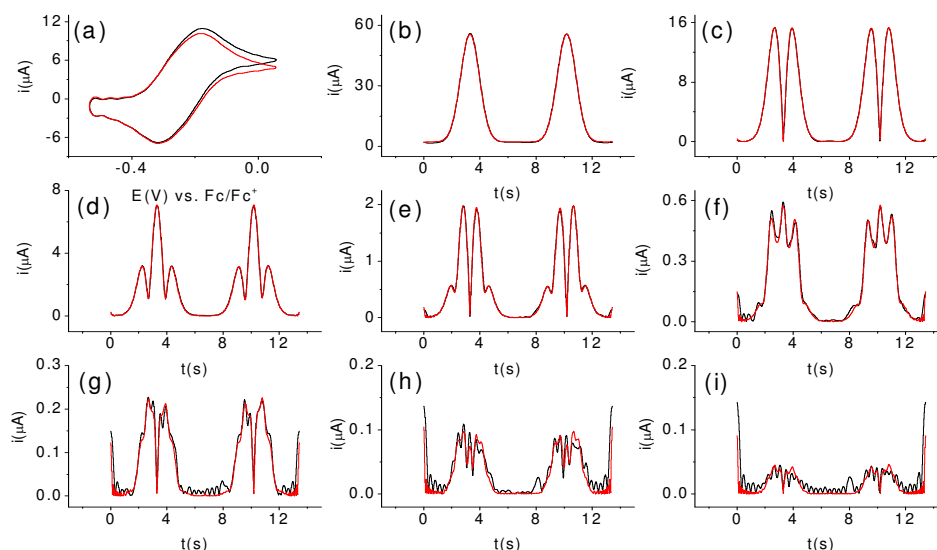 (a)
i(μA)
12
6
0
-6
-0.4
0.0
E(V) vs. Fc/Fc⁺
(b)
i(μA)
60
30
0
0
4
8
12
t(s)
(c)
i(μA)
16
8
0
0
4
8
12
t(s)
(d)
i(μA)
8
4
0
0
4
8
12
t(s)
(e)
i(μA)
2
1
0
0
4
8
12
t(s)
(f)
i(μA)
0.6
0.3
0.0
0
4
8
12
t(s)
(g)
i(μA)
0.3
0.2
0.1
0.0
0
4
8
12
t(s)
(h)
i(μA)
0.2
0.1
0.0
0
4
8
12
t(s)
(i)
i(μA)
0.2
0.1
0.0
0
4
8
12
t(s)